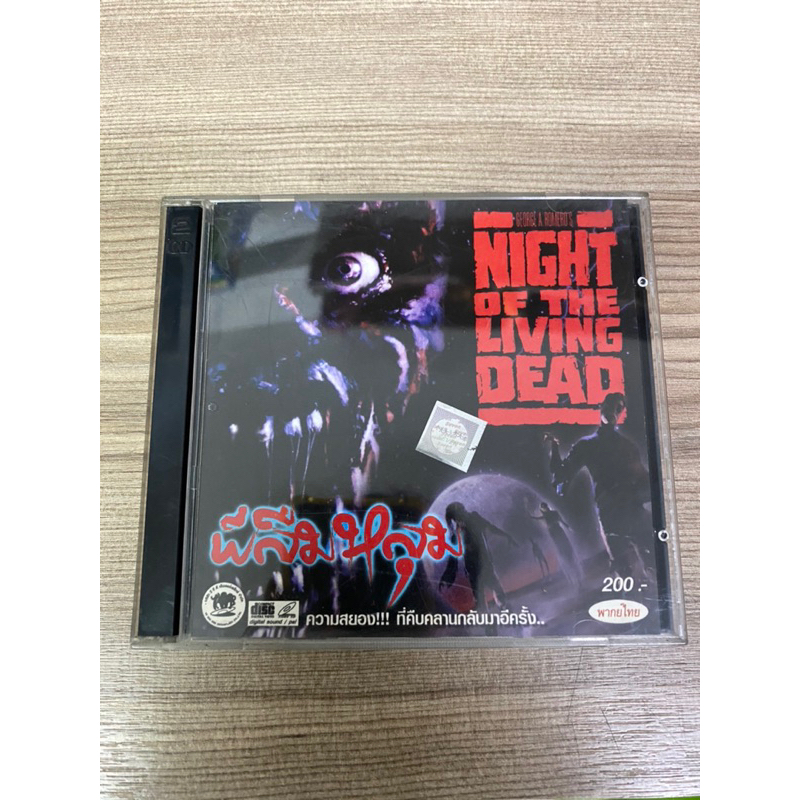 GEORGE A. ROMERO'S
NIGHT
OF THE
LIVING
DEAD
ผีลืมหลุม
200.-
พากย์ไทย
disc
digital sound / pal
ความสยอง!!! ที่คืบคลานกลับมาอีกครั้ง..